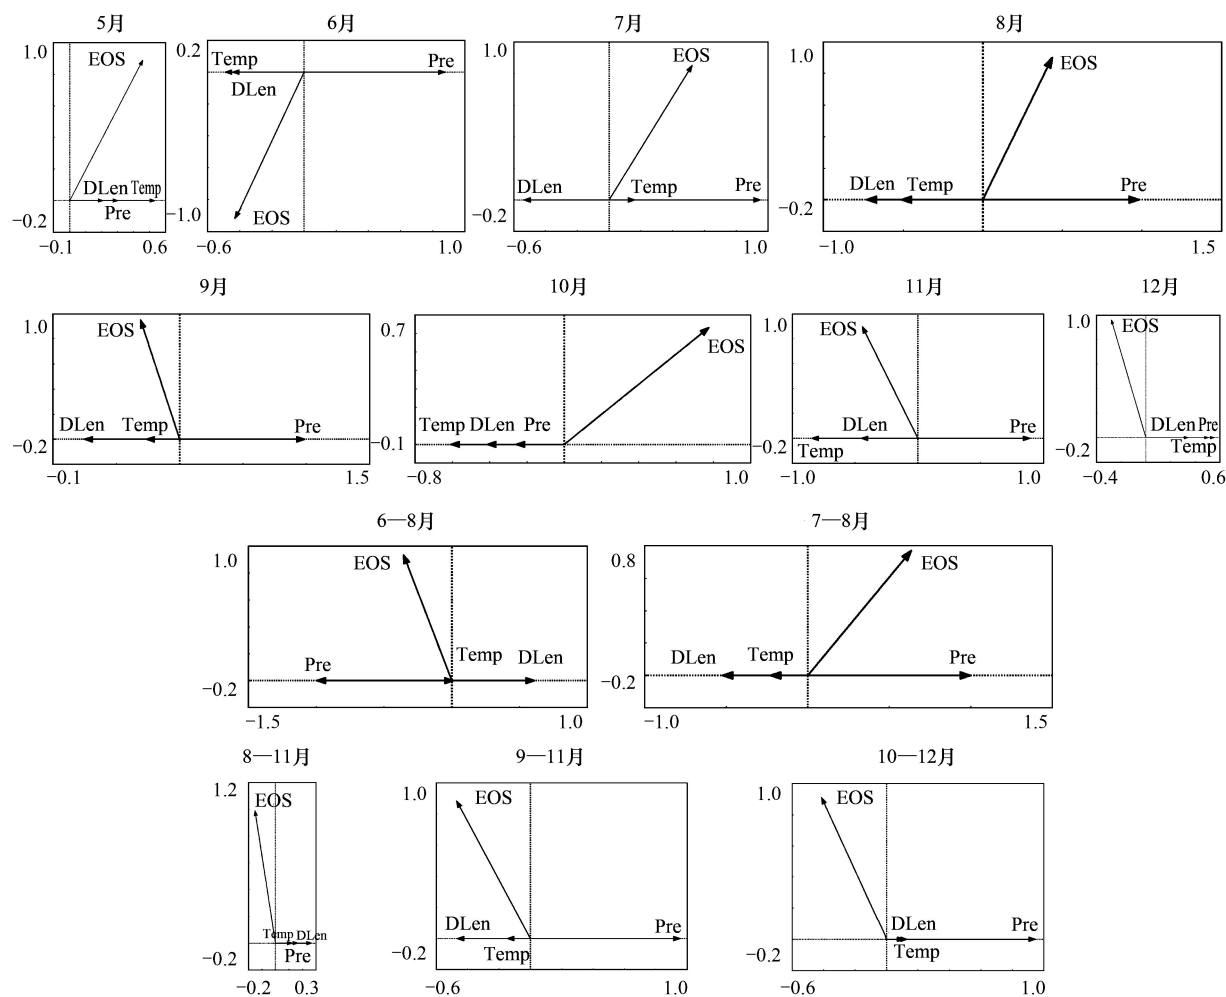 5月
6月
7月
8月
1.0
EOS
DLen Temp
Pre
−0.2
−0.1 0.6
0.2
Temp
Pre
DLen
EOS
−1.0
−0.6 1.0
1.0
EOS
DLen Temp Pre
−0.2
−0.6 1.0
1.0
EOS
DLen Temp Pre
−0.2
−1.0 1.5
9月
10月
11月
12月
1.0
EOS
DLen Temp Pre
−0.2
−0.1 1.5
0.7
EOS
Temp DLen Pre
−0.1
−0.8 1.0
1.0
EOS
DLen Pre
−0.2
Temp
−1.0 1.0
1.0
EOS
DLen Pre
Temp
−0.2
−0.4 0.6
6—8月
7—8月
1.0
EOS
Pre Temp DLen
−0.2
−1.5 1.0
0.8
EOS
DLen Temp Pre
−0.2
−1.0 1.5
8—11月
9—11月
10—12月
1.2
EOS
Temp DLen
Pre
−0.2
−0.2 0.3
1.0
EOS
DLen Pre
Temp
−0.2
−0.6 1.0
1.0
EOS
DLen Pre
Temp
−0.2
−0.6 1.0